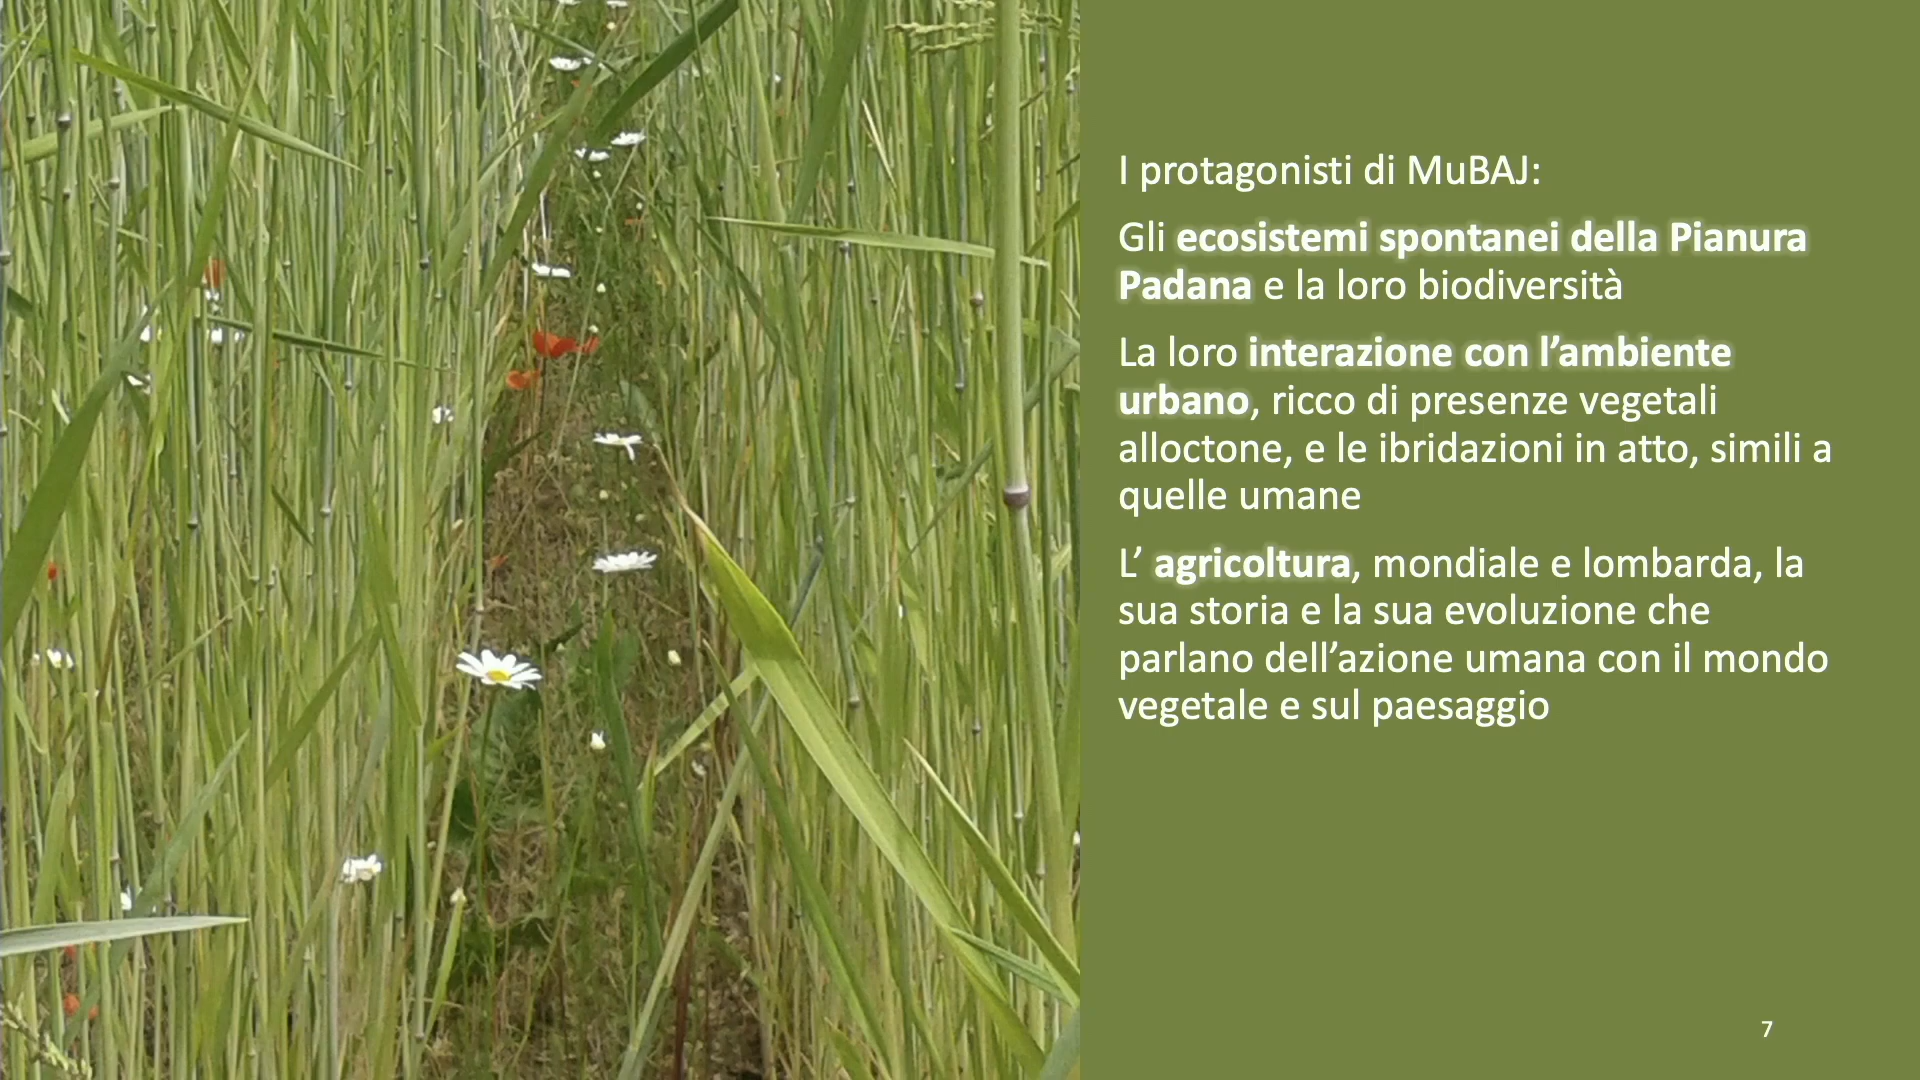 I protagonisti di MuBAJ:
Gli ecosistemi spontanei della Pianura
Padana e la loro biodiversità
La loro interazione con l’ambiente
urbano, ricco di presenze vegetali
alloctone, e le ibridazioni in atto, simili a
quelle umane
L’ agricoltura, mondiale e lombarda, la
sua storia e la sua evoluzione che
parlano dell’azione umana con il mondo
vegetale e sul paesaggio
7